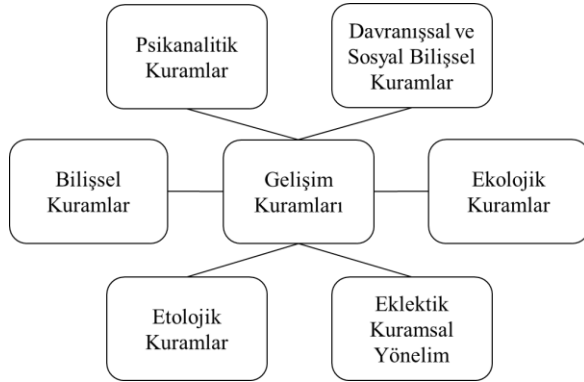 Psikanalitik
Kuramlar
Davranışsal ve
Sosyal Bilişsel
Kuramlar
Bilişsel
Kuramlar
Gelişim
Kuramları
Ekolojik
Kuramlar
Etolojik
Kuramlar
Eklektik
Kuramsal
Yönelim